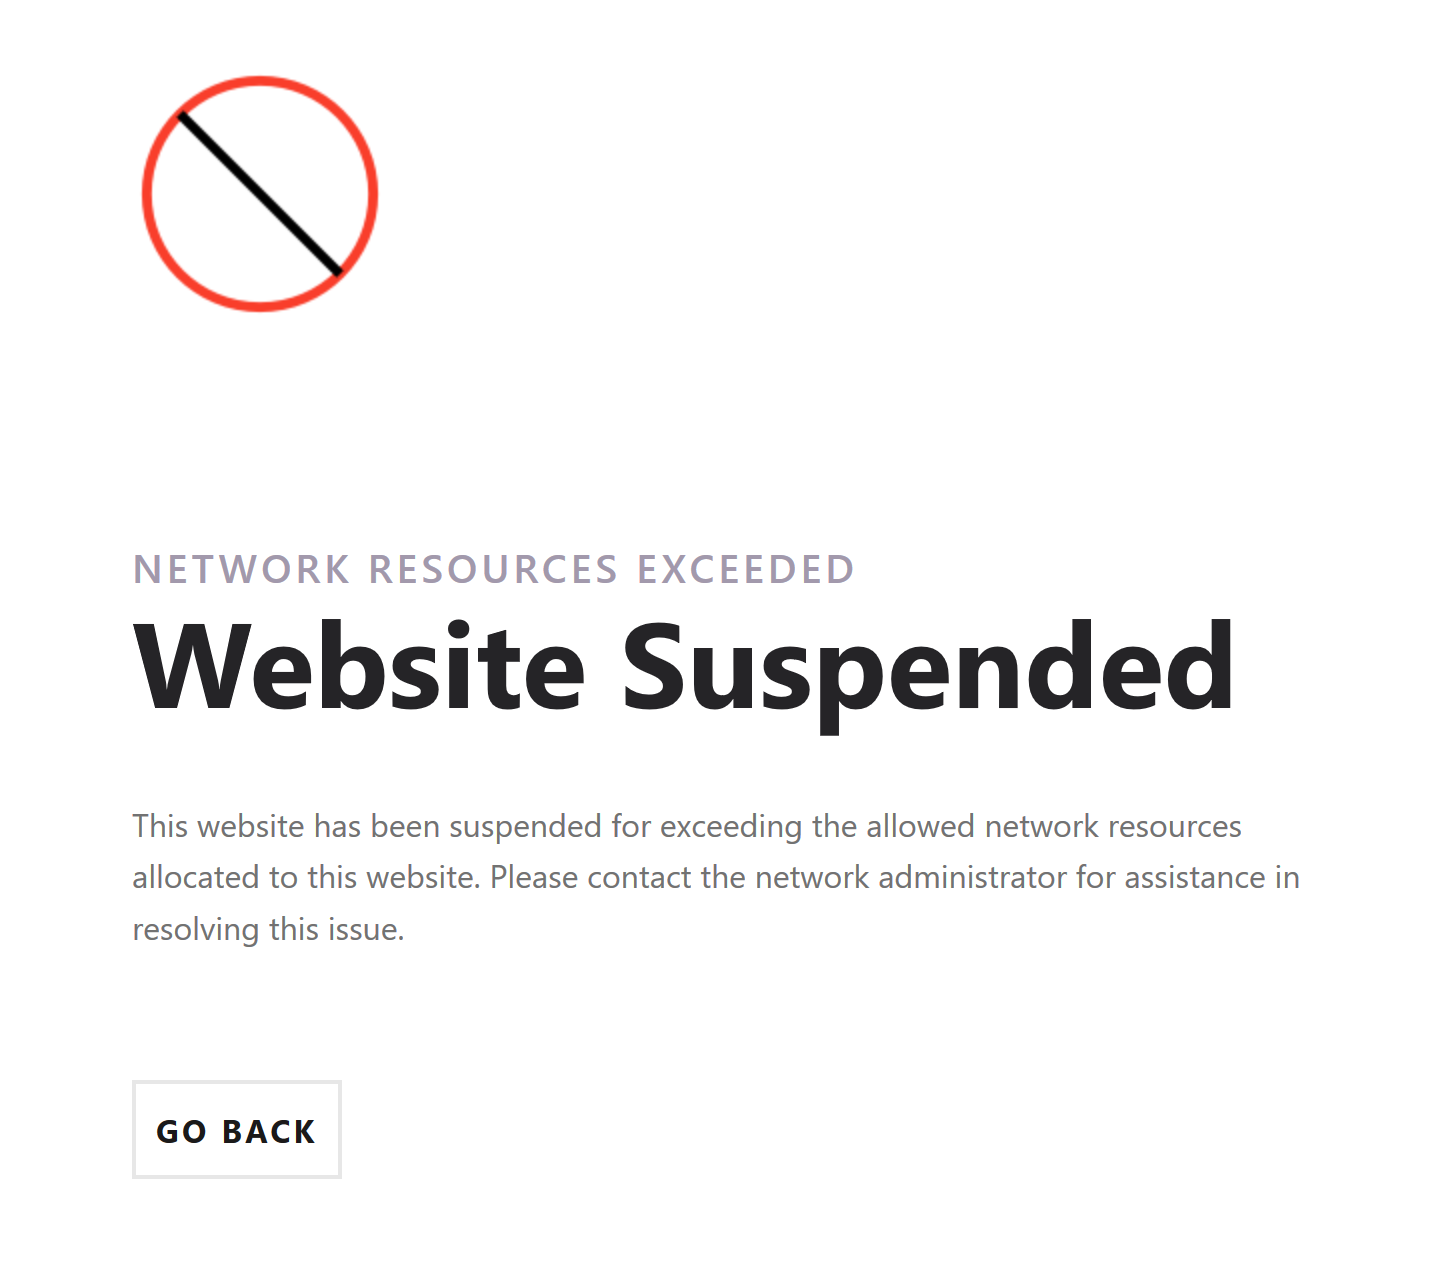 NETWORK RESOURCES EXCEEDED
Website Suspended
This website has been suspended for exceeding the allowed network resources
allocated to this website. Please contact the network administrator for assistance in
resolving this issue.
GO BACK